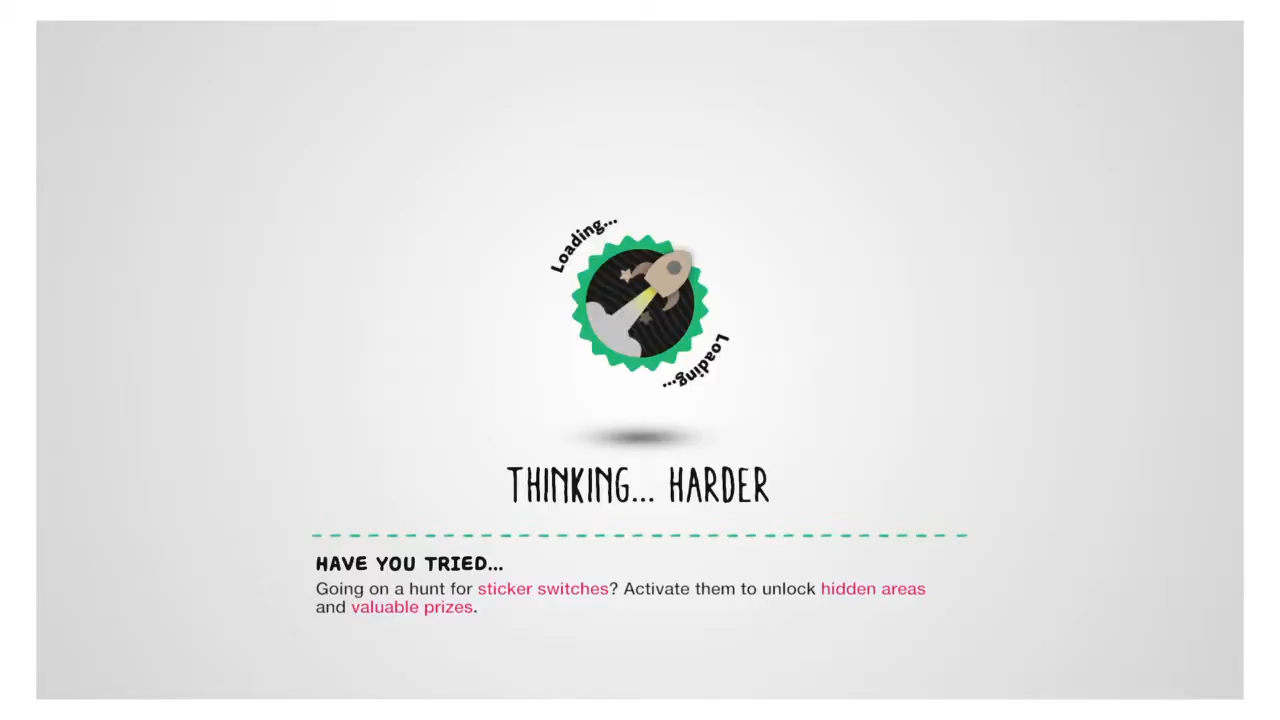 Loading...
Loading...
THINKING... HARDER
HAVE YOU TRIED...
Going on a hunt for sticker switches? Activate them to unlock hidden areas
and valuable prizes.